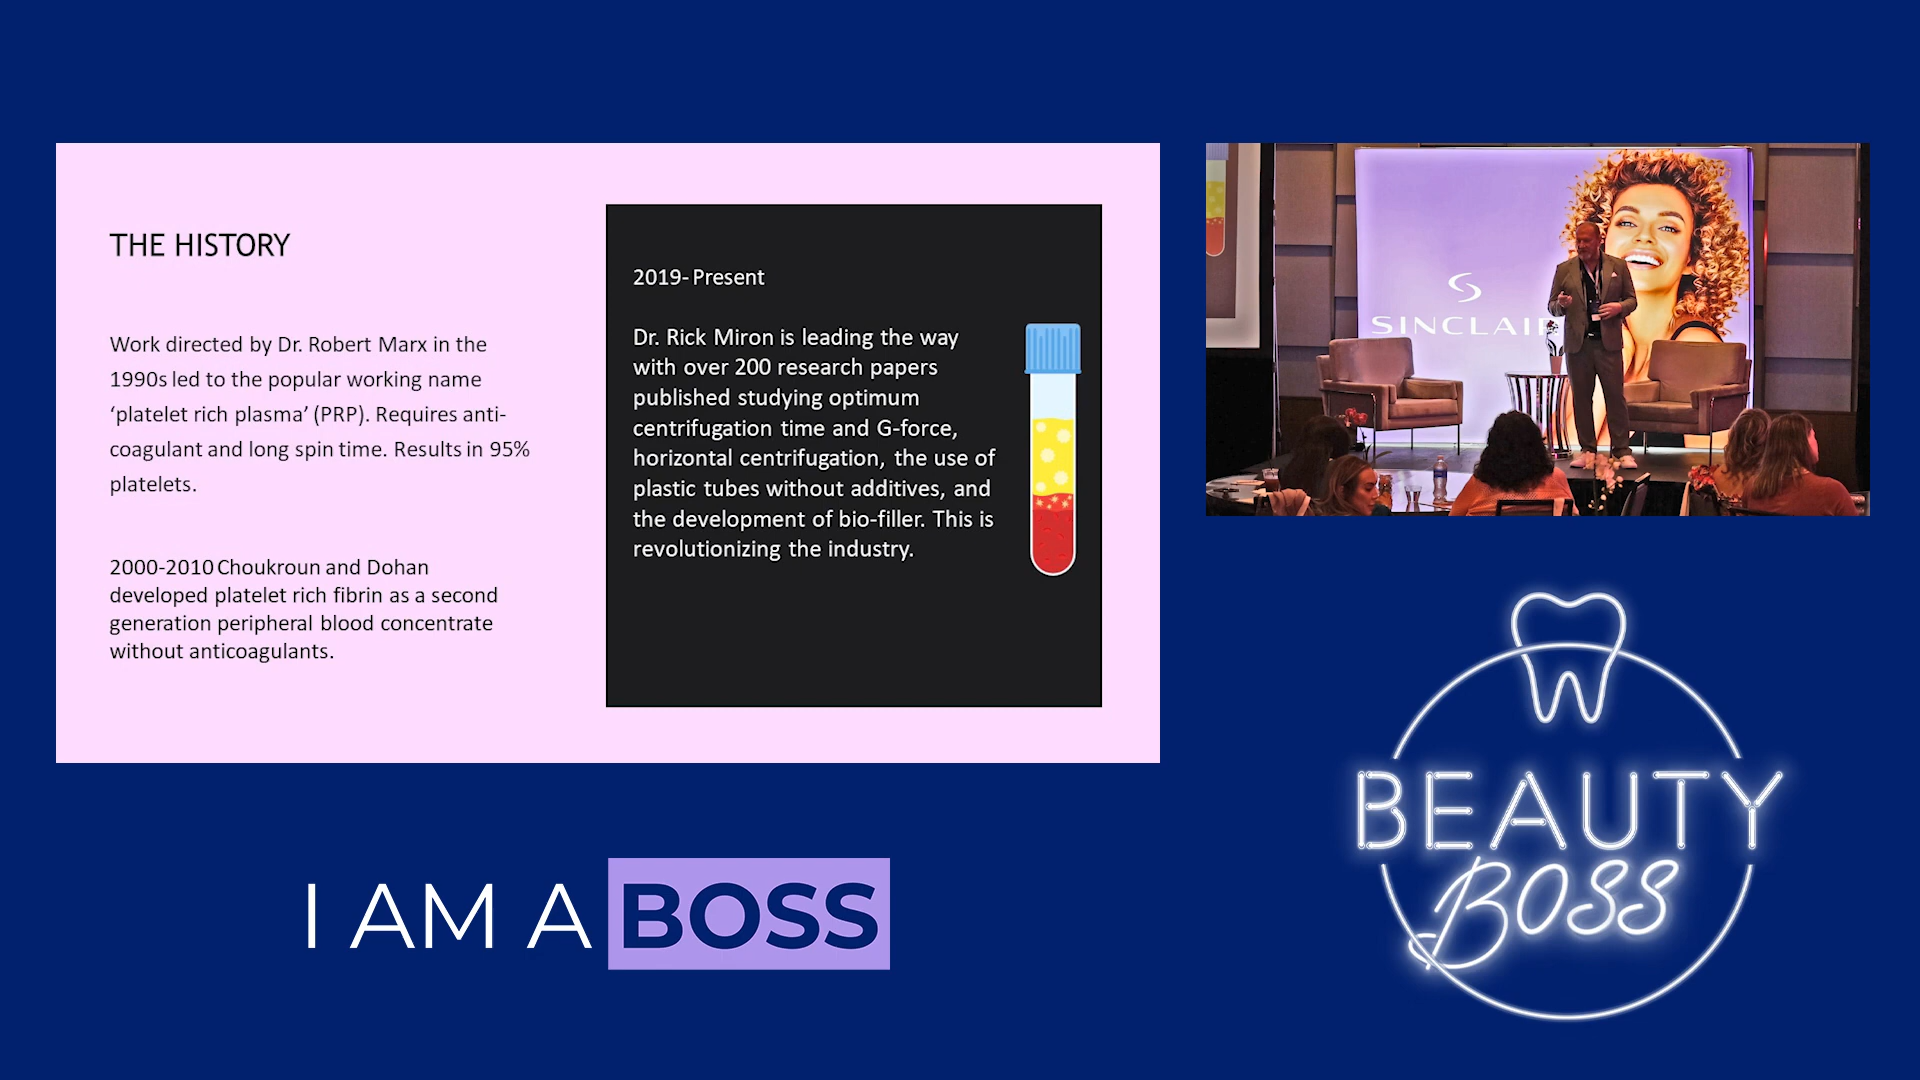 THE HISTORY
Work directed by Dr. Robert Marx in the
1990s led to the popular working name
‘platelet rich plasma’ (PRP). Requires anti-
coagulant and long spin time. Results in 95%
platelets.
2000-2010 Choukroun and Dohan
developed platelet rich fibrin as a second
generation peripheral blood concentrate
without anticoagulants.
2019- Present
Dr. Rick Miron is leading the way
with over 200 research papers
published studying optimum
centrifugation time and G-force,
horizontal centrifugation, the use of
plastic tubes without additives, and
the development of bio-filler. This is
revolutionizing the industry.
SINCLAIR
I AM A BOSS
BEAUTY
BOSS